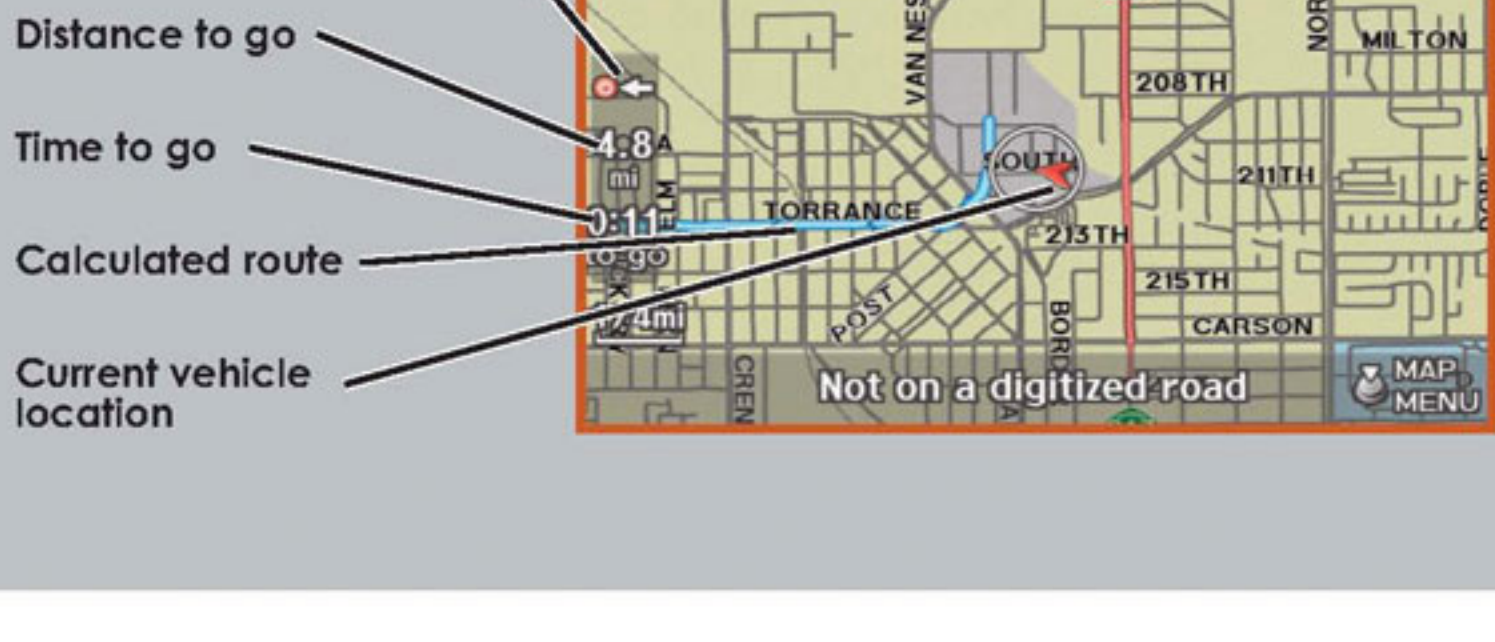 Distance to go
Time to go
Calculated route
Current vehicle
location
VAN NES
NOR
MILTON
208TH
4.8
mi
A
ELM
SOUTH
211TH
0:11
to go
TORRANCE
213TH
215TH
POST
CARSON
4mi
BORD
CREN
Not on a digitized road
MAP
MENU